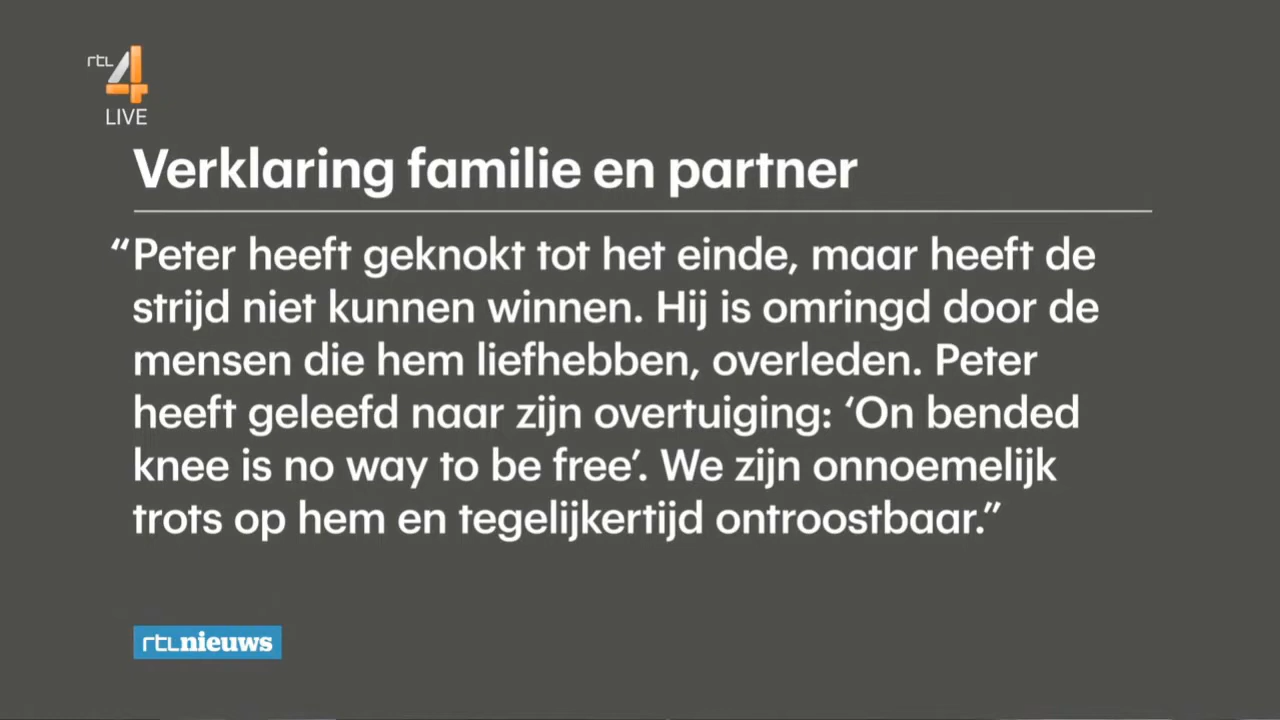 rtl 4
LIVE
Verklaring familie en partner
“Peter heeft geknokt tot het einde, maar heeft de
strijd niet kunnen winnen. Hij is omringd door de
mensen die hem liefhebben, overleden. Peter
heeft geleefd naar zijn overtuiging: ‘On bended
knee is no way to be free’. We zijn onnoemelijk
trots op hem en tegelijkertijd ontroostbaar.”
rtlnieuws